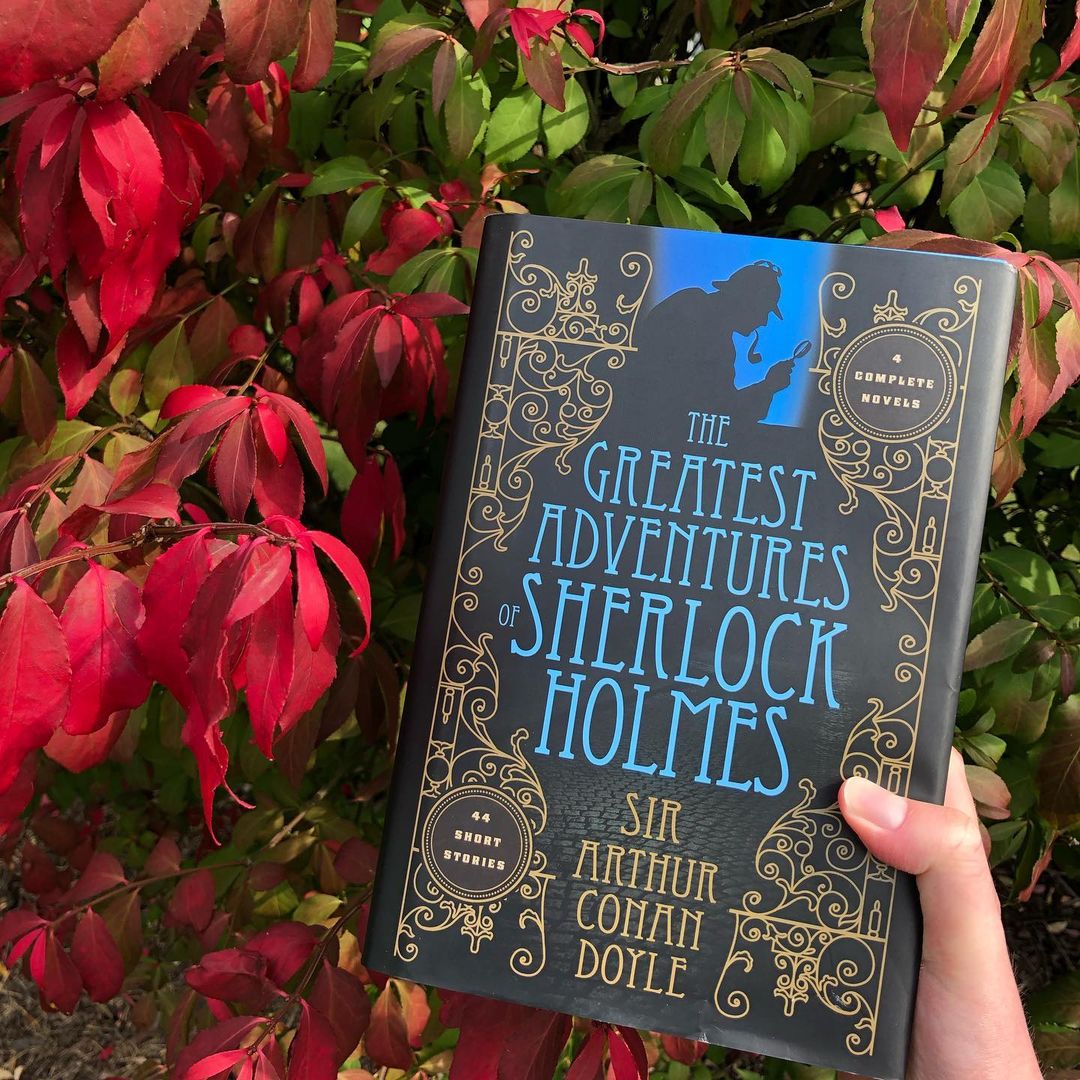 4
COMPLETE
NOVELS
THE
GREATEST
ADVENTURES
OF SHERLOCK
HOLMES
44
SHORT
STORIES
SIR
ARTHUR
CONAN
DOYLE